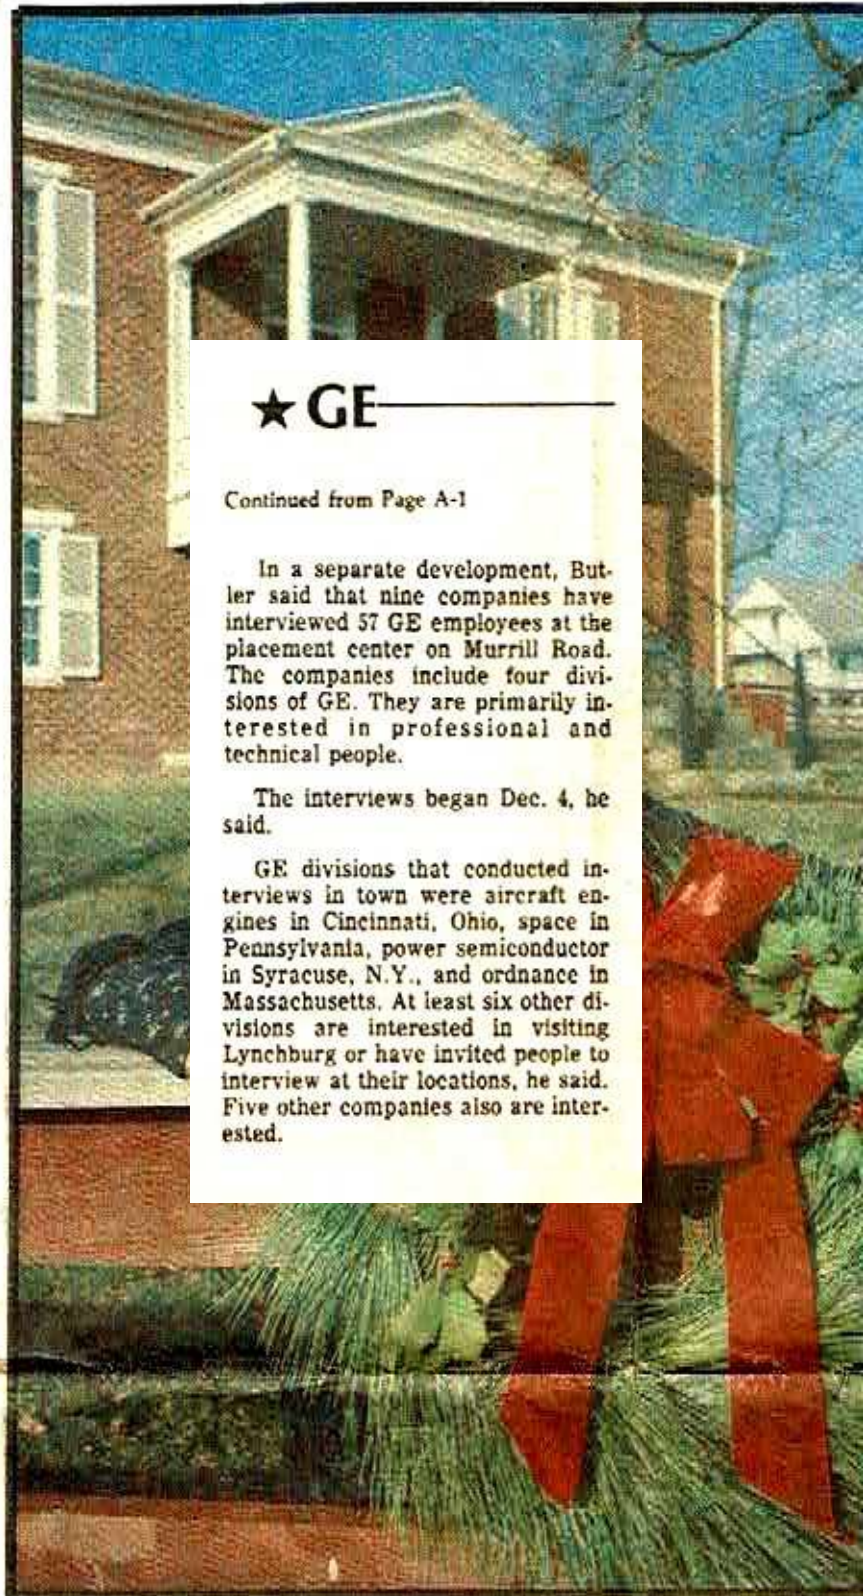 ★ GE
Continued from Page A-1
In a separate development, But-
ler said that nine companies have
interviewed 57 GE employees at the
placement center on Murrill Road.
The companies include four divi-
sions of GE. They are primarily in-
terested in professional and
technical people.
The interviews began Dec. 4, he
said.
GE divisions that conducted in-
terviews in town were aircraft en-
gines in Cincinnati, Ohio, space in
Pennsylvania, power semiconductor
in Syracuse, N.Y., and ordnance in
Massachusetts. At least six other di-
visions are interested in visiting
Lynchburg or have invited people to
interview at their locations, he said.
Five other companies also are inter-
ested.